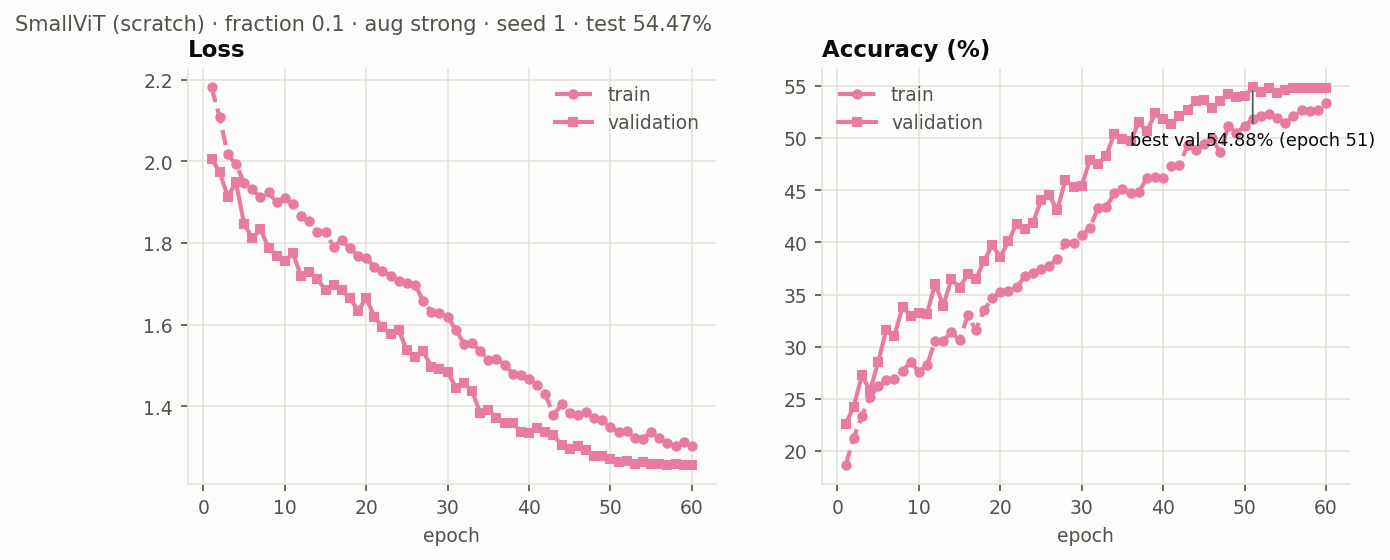 SmallViT (scratch) · fraction 0.1 · aug strong · seed 1 · test 54.47%
Loss
2.2
2.0
1.8
1.6
1.4
train
validation
0 10 20 30 40 50 60
epoch
Accuracy (%)
55
50
45
40
35
30
25
20
train
validation
best val 54.88% (epoch 51)
0 10 20 30 40 50 60
epoch